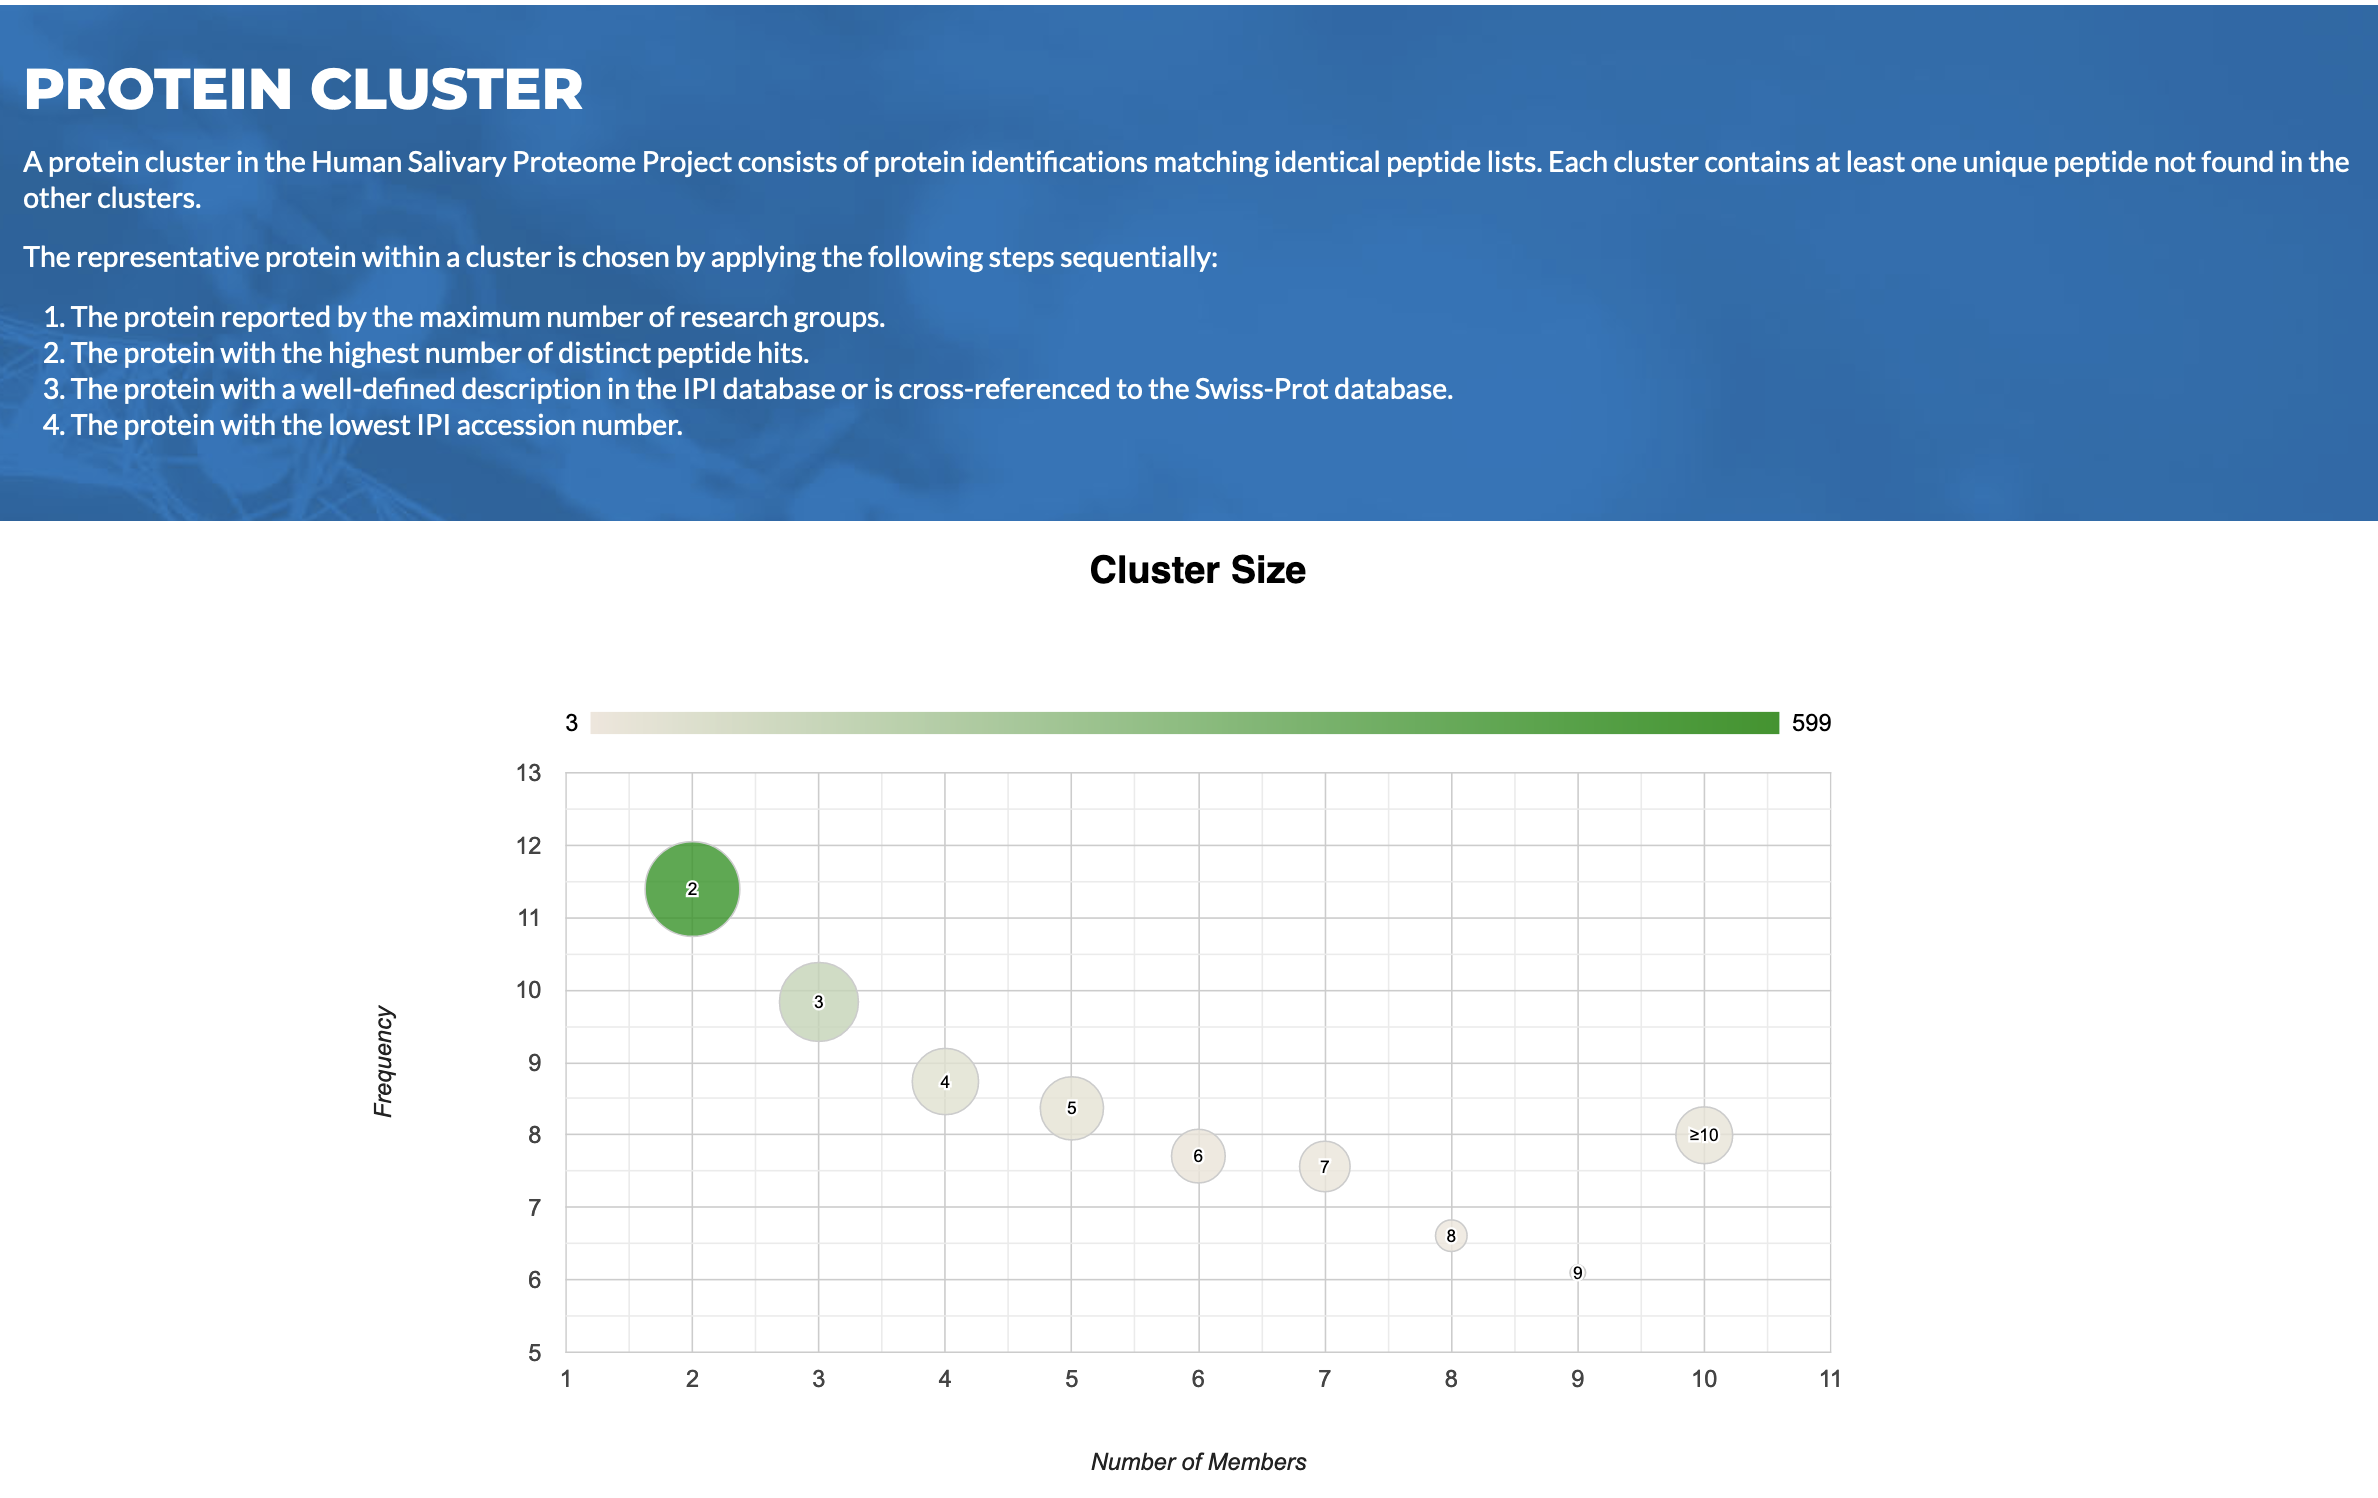 PROTEIN CLUSTER
A protein cluster in the Human Salivary Proteome Project consists of protein identifications matching identical peptide lists. Each cluster contains at least one unique peptide not found in the
other clusters.
The representative protein within a cluster is chosen by applying the following steps sequentially:
1. The protein reported by the maximum number of research groups.
2. The protein with the highest number of distinct peptide hits.
3. The protein with a well-defined description in the IPI database or is cross-referenced to the Swiss-Prot database.
4. The protein with the lowest IPI accession number.
Cluster Size
3 599
13
12
2
11
10
3
Frequency
9
4
5
8
≥10
6
7
7
8
9
6
5
1 2 3 4 5 6 7 8 9 10 11
Number of Members